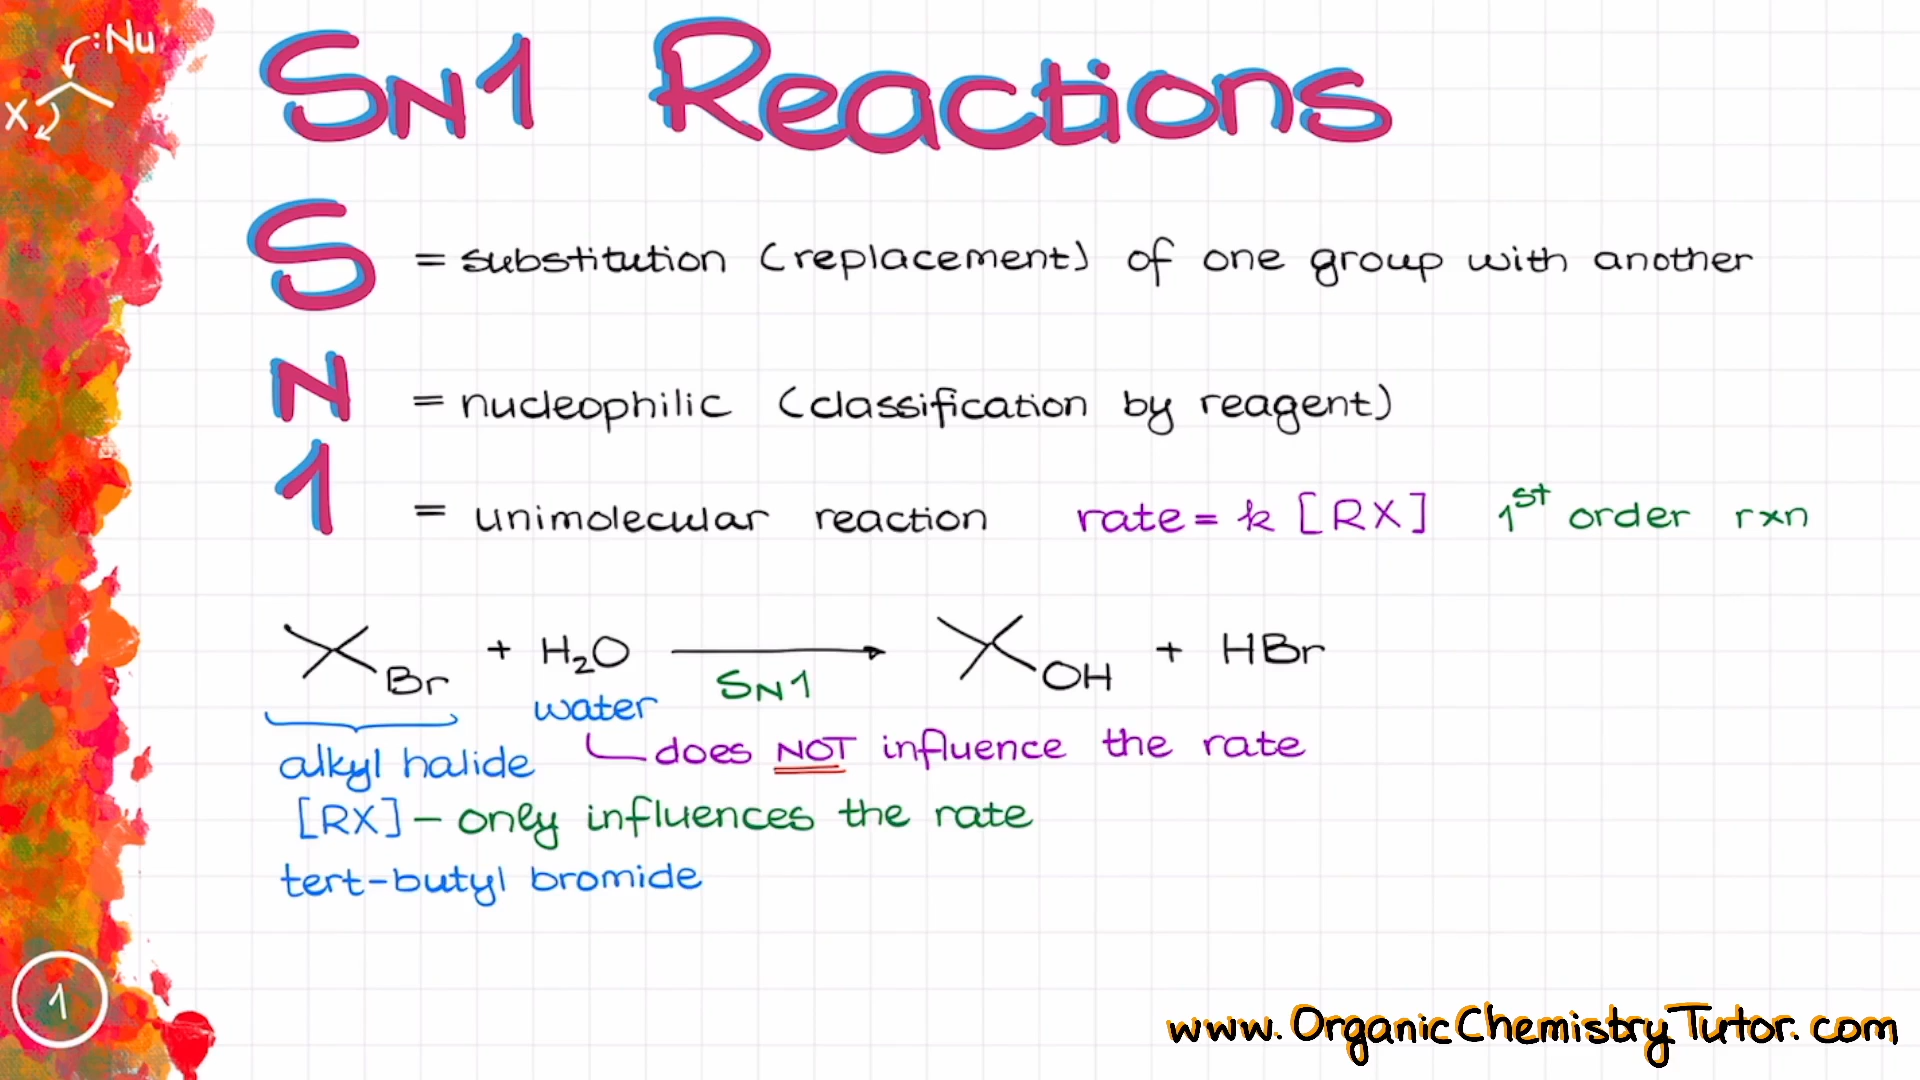 :Nu
X
SN1 Reactions
S = substitution (replacement) of one group with another
N = nucleophilic (classification by reagent)
1 = unimolecular reaction rate = k [RX] 1st order rxn
Br + H2O SN1 OH + HBr
water
alkyl halide does NOT influence the rate
[RX] – only influences the rate
tert-butyl bromide
1
www.OrganicChemistryTutor.com